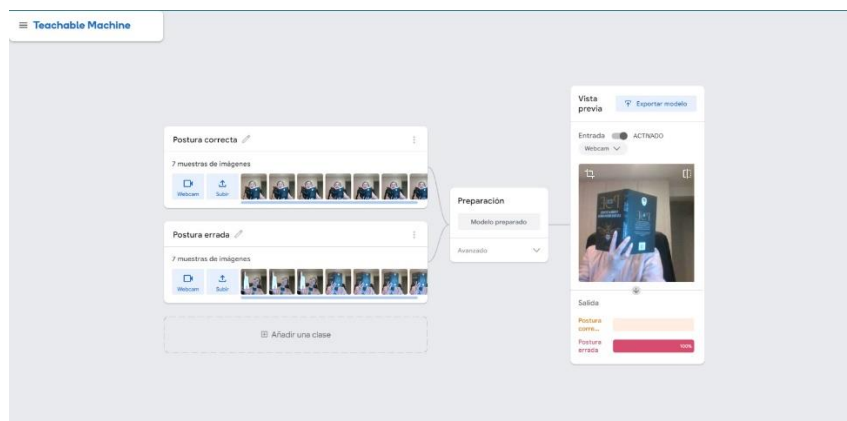 Teachable Machine
Postura correcta
7 muestras de imágenes
Webcam
Subir
Postura errada
7 muestras de imágenes
Webcam
Subir
Añadir una clase
Preparación
Modelo preparado
Avanzado
Vista previa
Exportar modelo
Entrada
ACTIVADO
Webcam
Salida
Postura corre...
Postura errada
100%